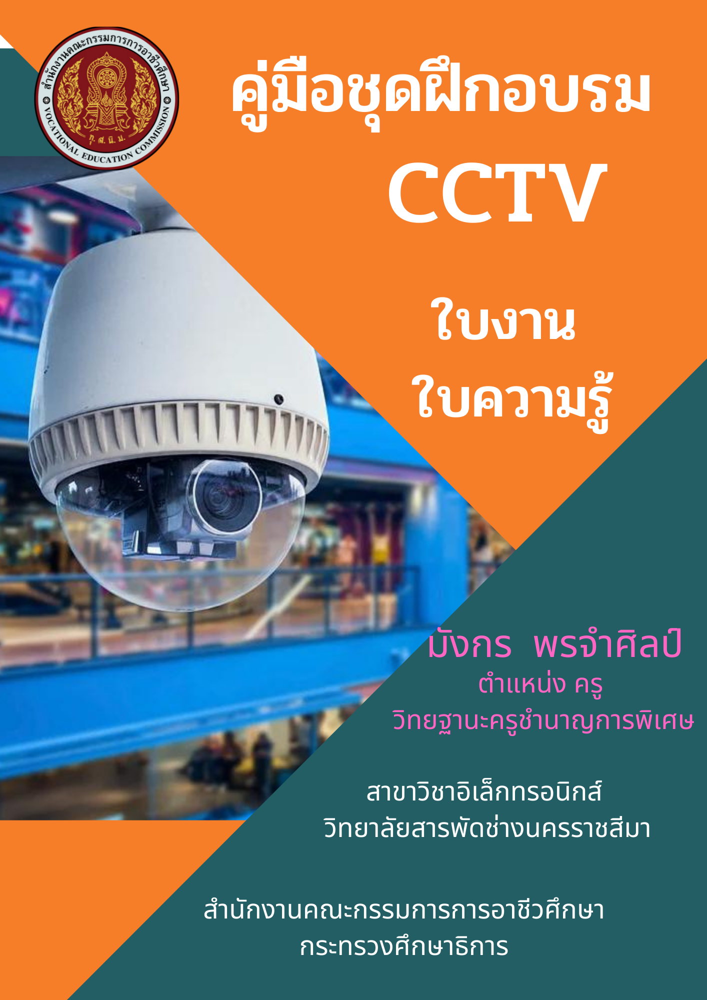 สำนักงานคณะกรรมการการอาชีวศึกษา
ทุ. ส. นิ. ม.
VOCATIONAL EDUCATION COMMISSION
คู่มือชุดฝึกอบรม
CCTV
ใบงาน
ใบความรู้
มังกร พรจำศิลป์
ตำแหน่ง ครู
วิทยฐานะครูชำนาญการพิเศษ
สาขาวิชาอิเล็กทรอนิกส์
วิทยาลัยสารพัดช่างนครราชสีมา
สำนักงานคณะกรรมการการอาชีวศึกษา
กระทรวงศึกษาธิการ